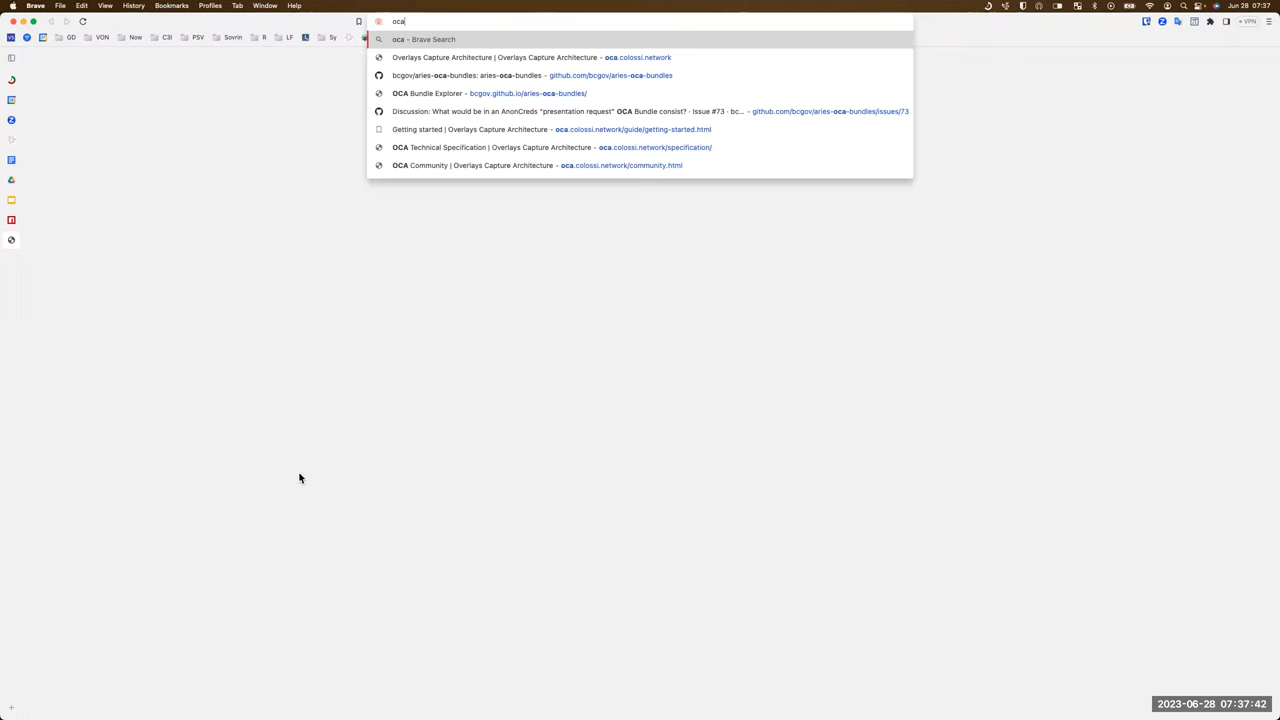 Brave File Edit View History Bookmarks Profiles Tab Window Help Jun 28 07:37
oca
VPN
GD VON Now C3I PSV Sovrin R LF Sy
oca - Brave Search
Overlays Capture Architecture | Overlays Capture Architecture - oca.colossi.network
bcgov/aries-oca-bundles: aries-oca-bundles - github.com/bcgov/aries-oca-bundles
OCA Bundle Explorer - bcgov.github.io/aries-oca-bundles/
Discussion: What would be in an AnonCreds "presentation request" OCA Bundle consist? · Issue #73 · bc... - github.com/bcgov/aries-oca-bundles/issues/73
Getting started | Overlays Capture Architecture - oca.colossi.network/guide/getting-started.html
OCA Technical Specification | Overlays Capture Architecture - oca.colossi.network/specification/
OCA Community | Overlays Capture Architecture - oca.colossi.network/community.html
2023-06-28 07:37:42